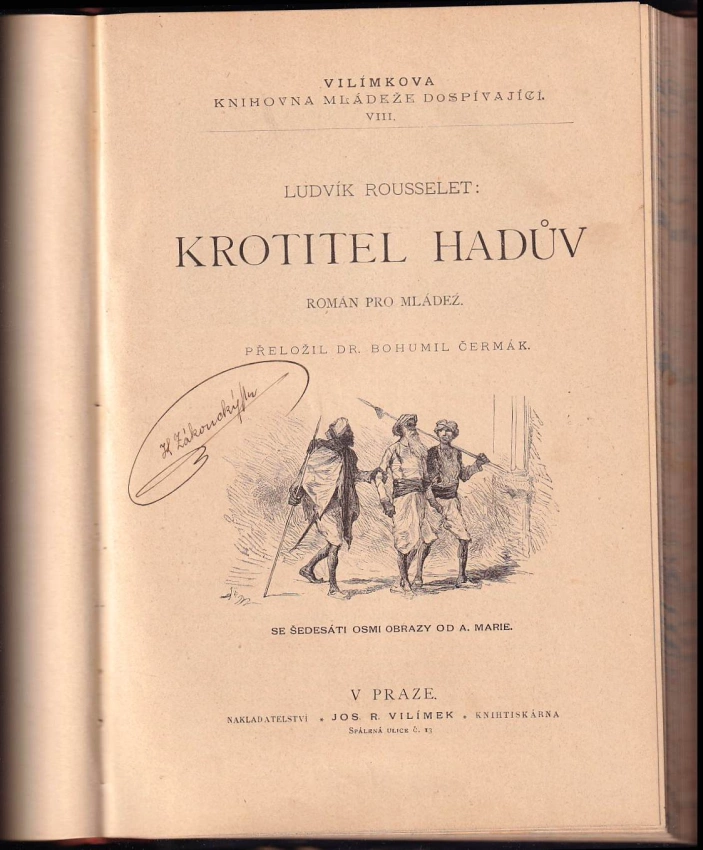 VILÍMKOVA
KNIHOVNA MLÁDEŽE DOSPÍVAJÍCÍ.
VIII.
LUDVÍK ROUSSELET:
KROTITEL HADŮV
ROMÁN PRO MLÁDEŽ.
PŘELOŽIL DR. BOHUMIL ČERMÁK.
Zákoucký
SE ŠEDESÁTI OSMI OBRAZY OD A. MARIE.
V PRAZE.
NAKLADATELSTVÍ * JOS. R. VILÍMEK * KNIHTISKÁRNA
SPÁLENÁ ULICE Č. 13